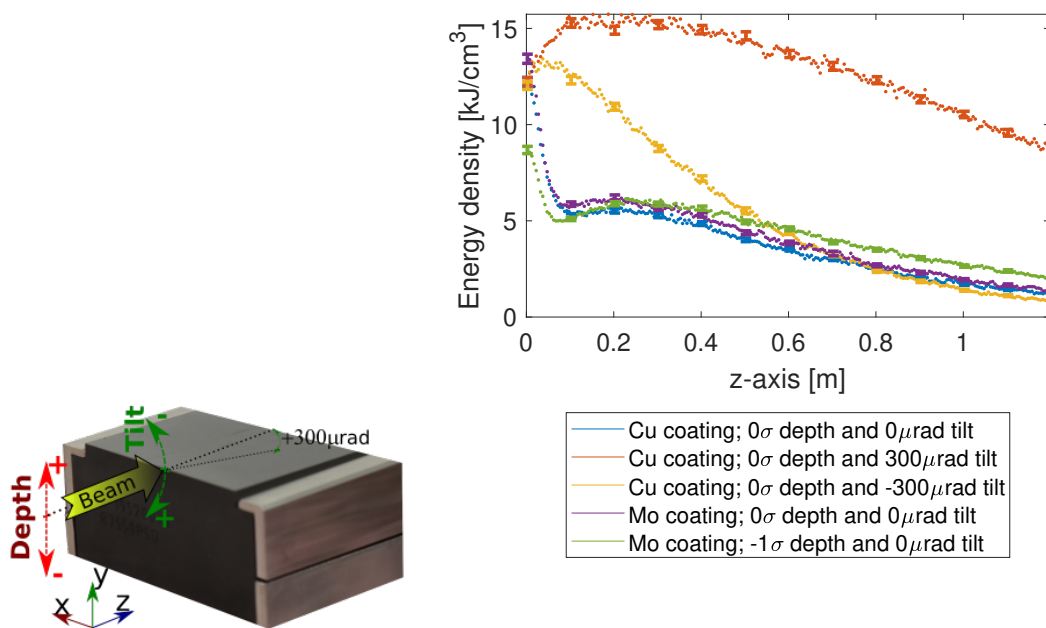 Energy density [kJ/cm³]
15
10
5
0
0 0.2 0.4 0.6 0.8 1
z-axis [m]
Cu coating; 0σ depth and 0μrad tilt
Cu coating; 0σ depth and 300μrad tilt
Cu coating; 0σ depth and -300μrad tilt
Mo coating; 0σ depth and 0μrad tilt
Mo coating; -1σ depth and 0μrad tilt
Tilt
-
+300μrad
+
Beam
+
Depth
-
+
y
x
z